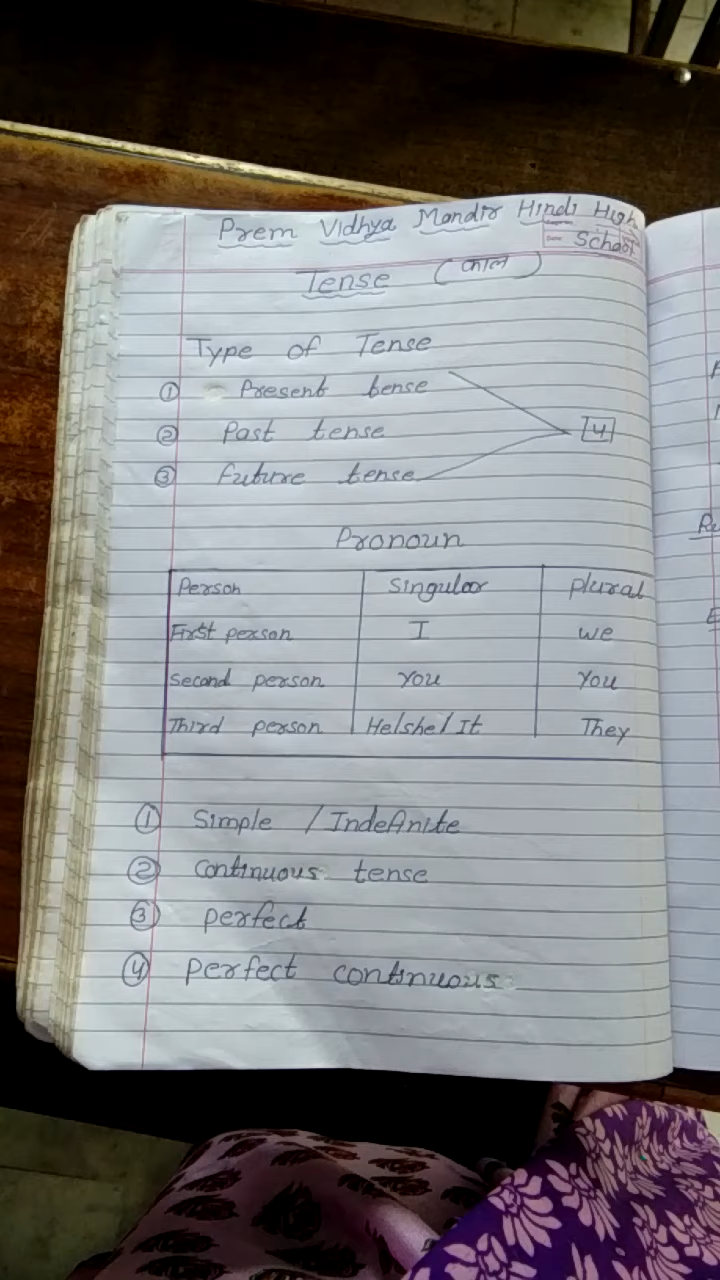 Prem Vidhya Mandir Hindi High
School
Tense (काल)
Type of Tense
① Present tense
② Past tense
4
③ future tense
Pronoun
Person Singular plural
First person I we
Second person You You
Third person He/she/It They
① Simple / Indefinite
② continuous tense
③ perfect
④ perfect continuous